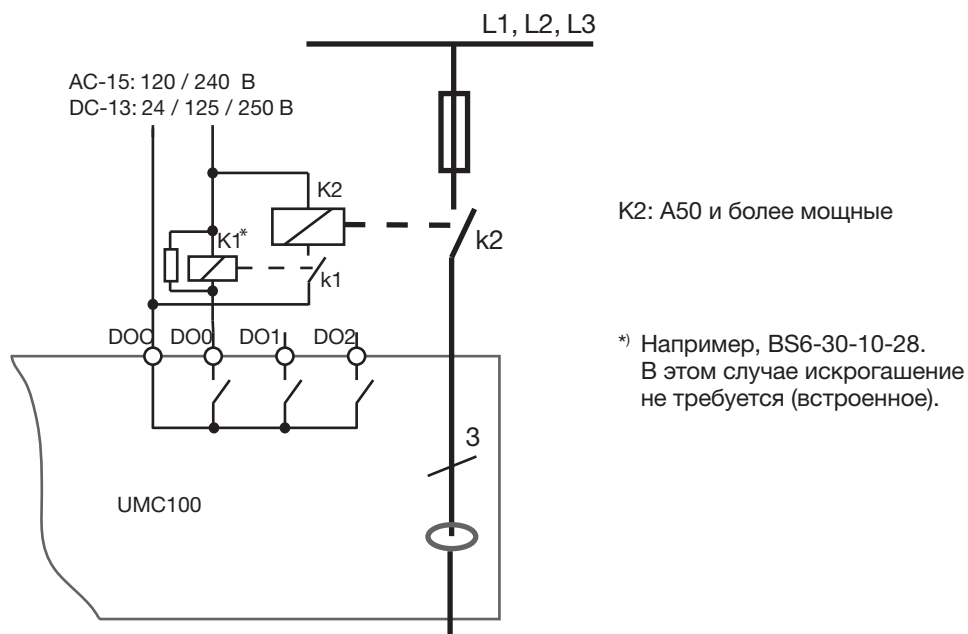 L1, L2, L3
AC-15: 120 / 240 В
DC-13: 24 / 125 / 250 В
K2
K2: A50 и более мощные
k2
K1*
k1
DOC DO0 DO1 DO2
*) Например, BS6-30-10-28.
В этом случае искрогашение
не требуется (встроенное).
3
UMC100